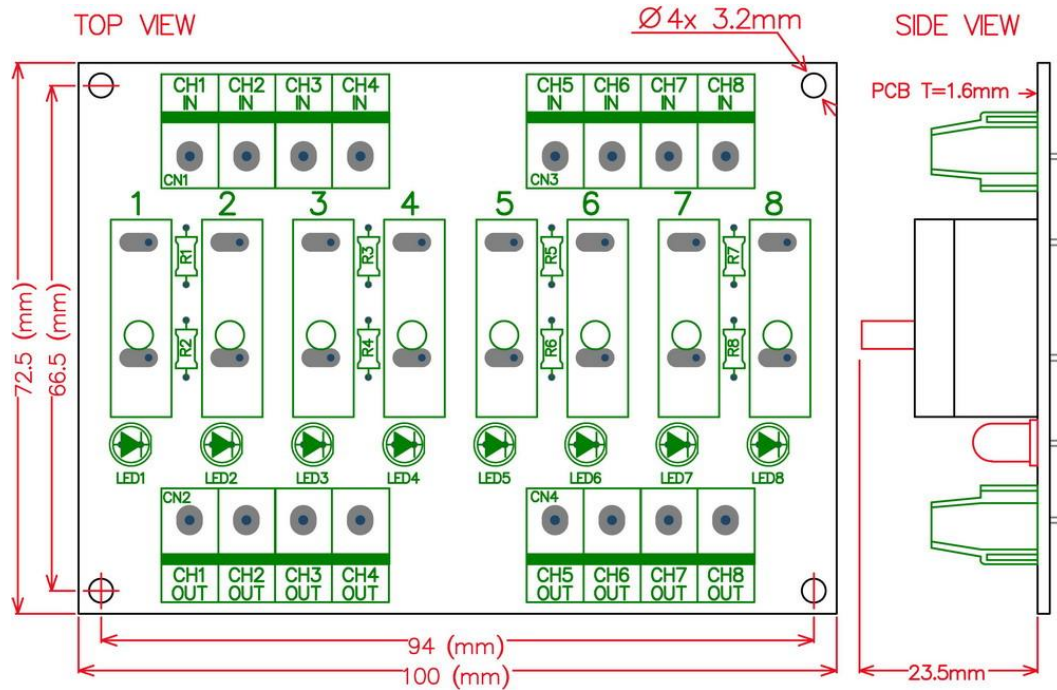 TOP VIEW
Ø 4x 3.2mm
SIDE VIEW
PCB T=1.6mm
CH1 CH2 CH3 CH4
IN IN IN IN
CN1
CH5 CH6 CH7 CH8
IN IN IN IN
CN3
1 2 3 4 5 6 7 8
R1 R3 R5 R7
R2 R4 R6 R8
72.5 (mm)
66.5 (mm)
LED1 LED2 LED3 LED4 LED5 LED6 LED7 LED8
CN2
CH1 CH2 CH3 CH4
OUT OUT OUT OUT
CN4
CH5 CH6 CH7 CH8
OUT OUT OUT OUT
94 (mm)
100 (mm)
23.5mm